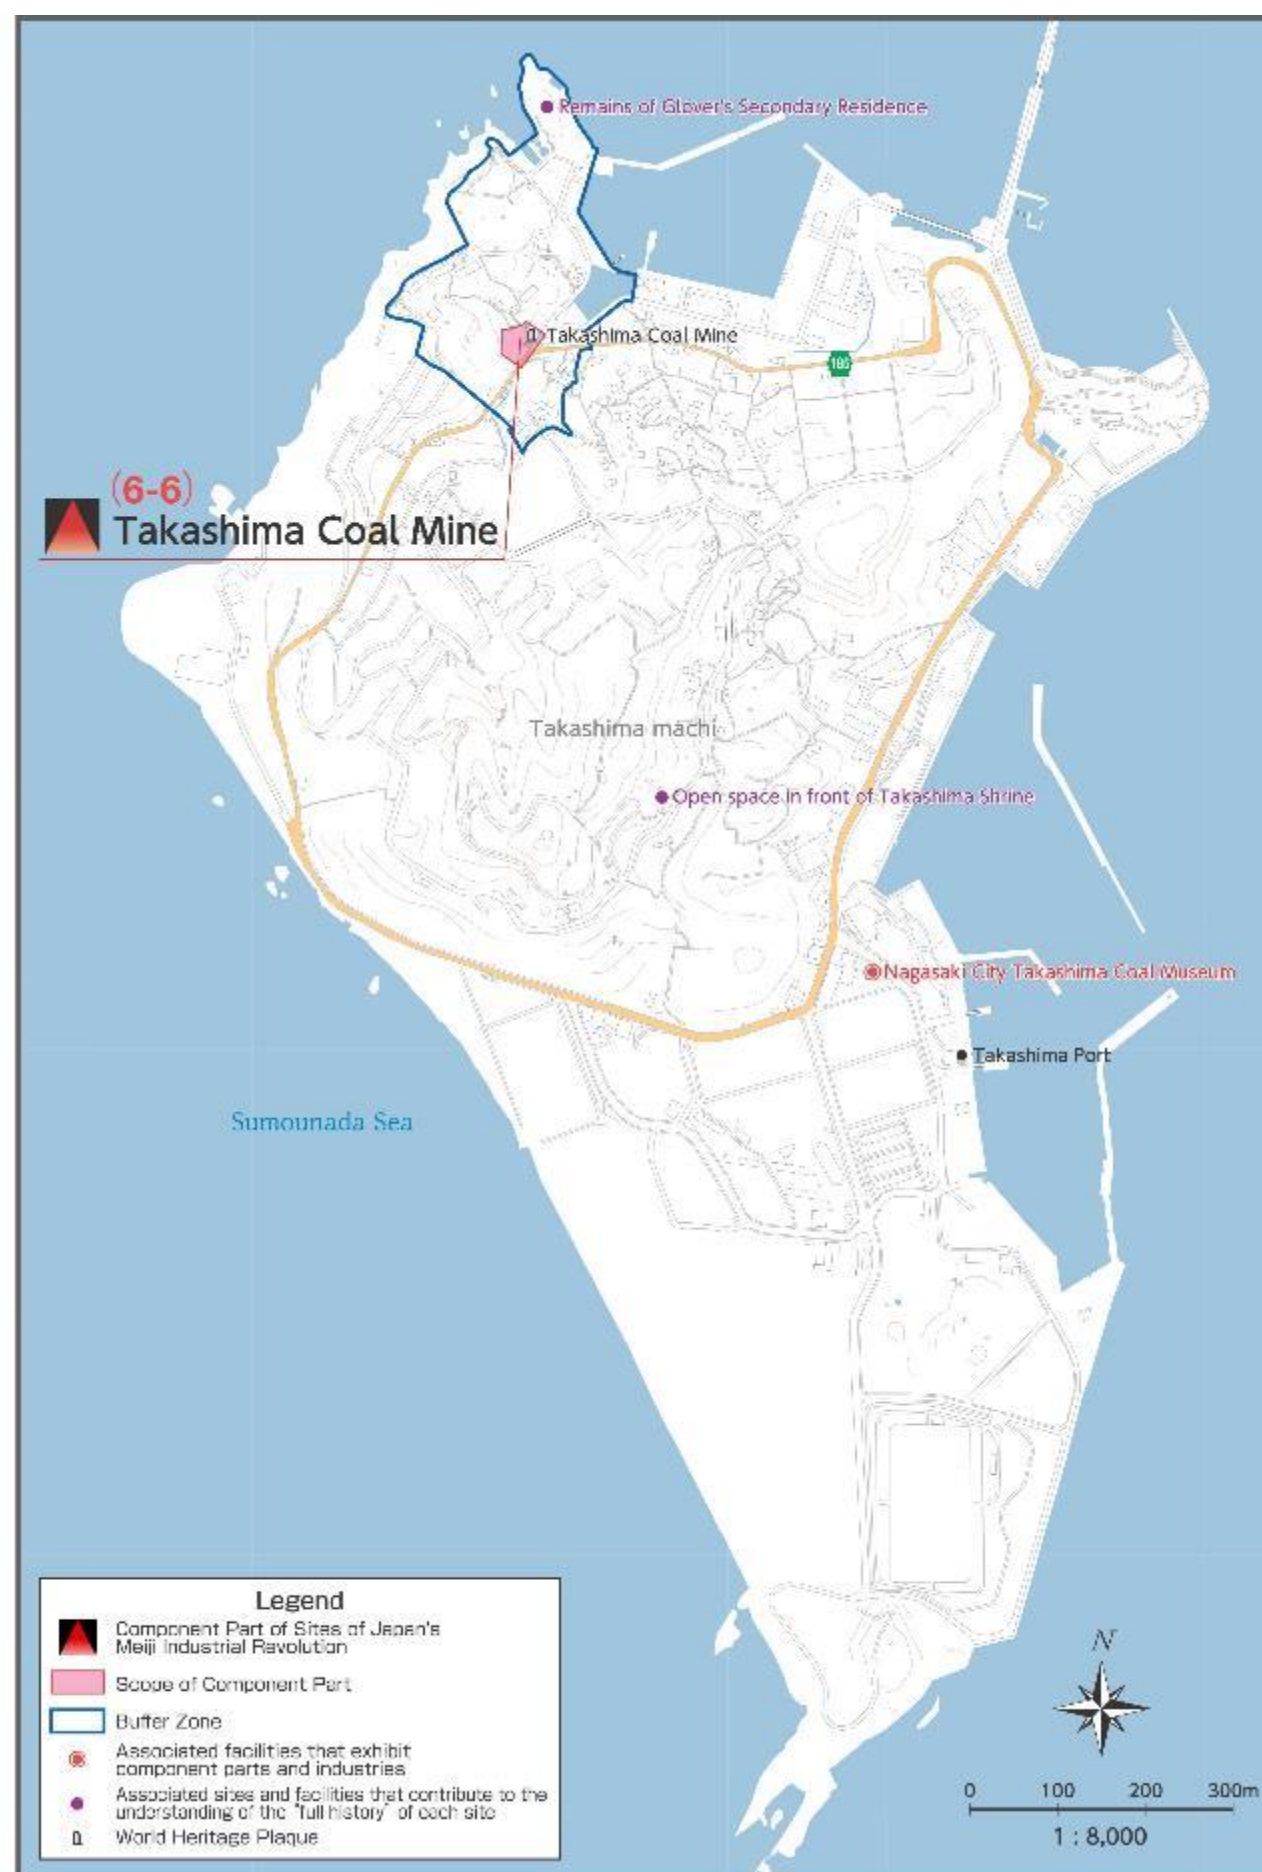 Remains of Glover's Secondary Residence
Takashima Coal Mine
186
(6-6)
Takashima Coal Mine
Takashima machi
Open space in front of Takashima Shrine
Nagasaki City Takashima Coal Museum
Takashima Port
Sumounada Sea
Legend
Component Part of Sites of Japan's
Meiji Industrial Revolution
Scope of Component Part
Buffer Zone
Associated facilities that exhibit
component parts and industries
Associated sites and facilities that contribute to the
understanding of the "full history" of each site
World Heritage Plaque
N
0 100 200 300m
1 : 8,000